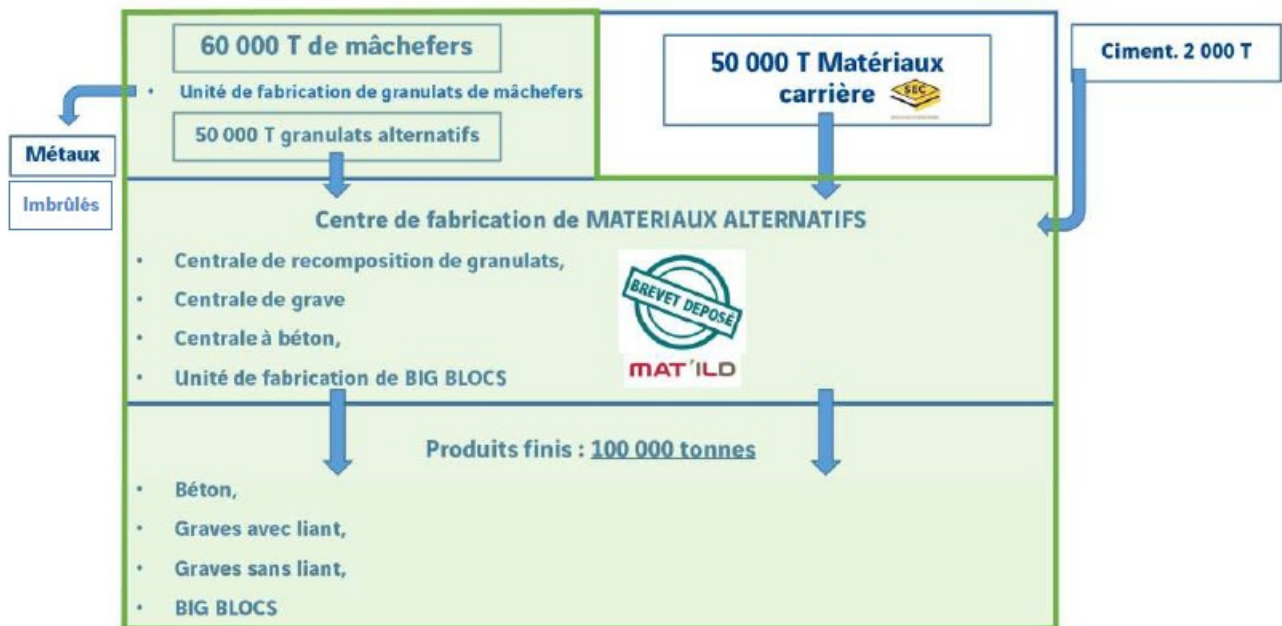 60 000 T de mâchefers
• Unité de fabrication de granulats de mâchefers
50 000 T granulats alternatifs
50 000 T Matériaux
carrière
SEC
Ciment. 2 000 T
Métaux
Imbrûlés
Centre de fabrication de MATERIAUX ALTERNATIFS
• Centrale de recomposition de granulats,
• Centrale de grave
• Centrale à béton,
• Unité de fabrication de BIG BLOCS
BREVET DEPOSÉ
MAT'ILD
Produits finis : 100 000 tonnes
• Béton,
• Graves avec liant,
• Graves sans liant,
• BIG BLOCS